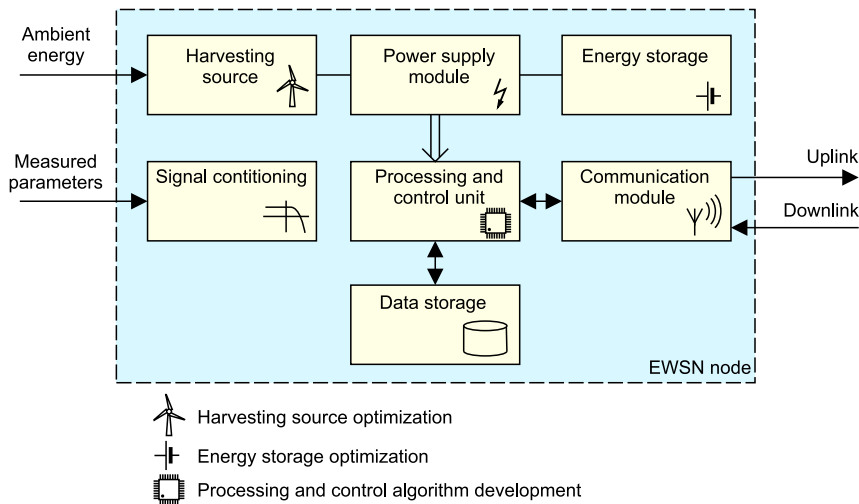 Ambient
energy
Harvesting
source
Power supply
module
Energy storage
Measured
parameters
Signal contitioning
Processing and
control unit
Communication
module
Uplink
Downlink
Data storage
EWSN node
Harvesting source optimization
Energy storage optimization
Processing and control algorithm development